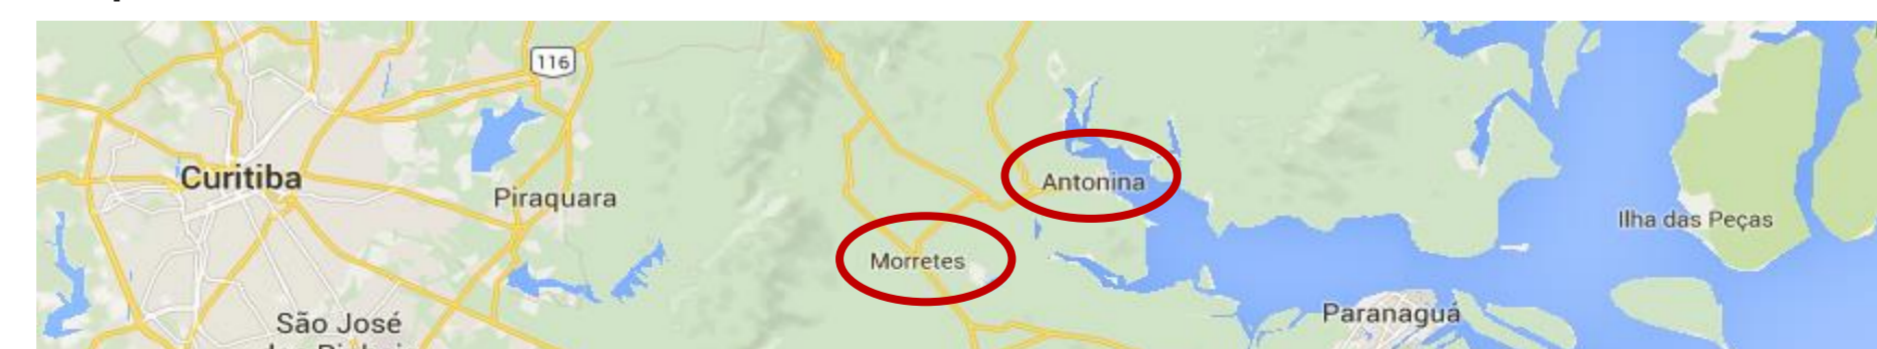 116
Curitiba
Piraquara
Antonina
Morretes
Ilha das Peças
Paranaguá
São José